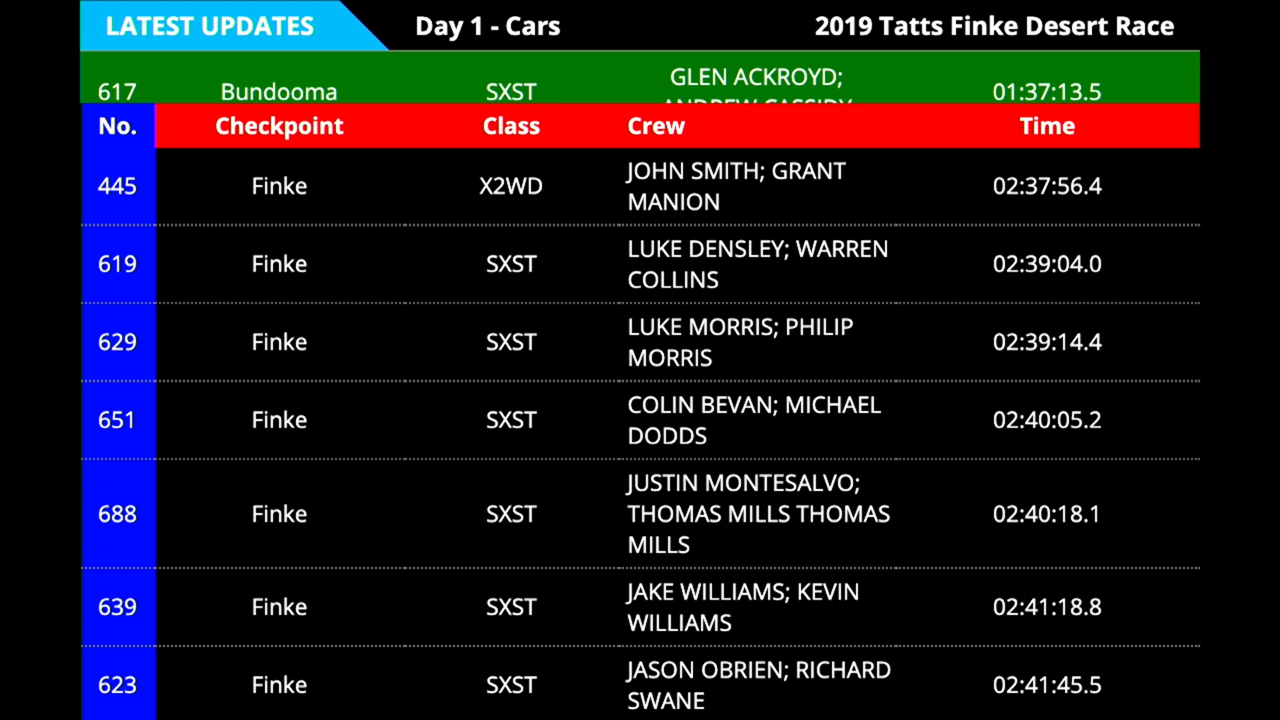 LATEST UPDATES Day 1 - Cars 2019 Tatts Finke Desert Race
617 Bundooma SXST GLEN ACKROYD; 01:37:13.5
ANDREW CASSIDY
No. Checkpoint Class Crew Time
445 Finke X2WD JOHN SMITH; GRANT 02:37:56.4
MANION
619 Finke SXST LUKE DENSLEY; WARREN 02:39:04.0
COLLINS
629 Finke SXST LUKE MORRIS; PHILIP 02:39:14.4
MORRIS
651 Finke SXST COLIN BEVAN; MICHAEL 02:40:05.2
DODDS
688 Finke SXST JUSTIN MONTESALVO; 02:40:18.1
THOMAS MILLS THOMAS
MILLS
639 Finke SXST JAKE WILLIAMS; KEVIN 02:41:18.8
WILLIAMS
623 Finke SXST JASON OBRIEN; RICHARD 02:41:45.5
SWANE